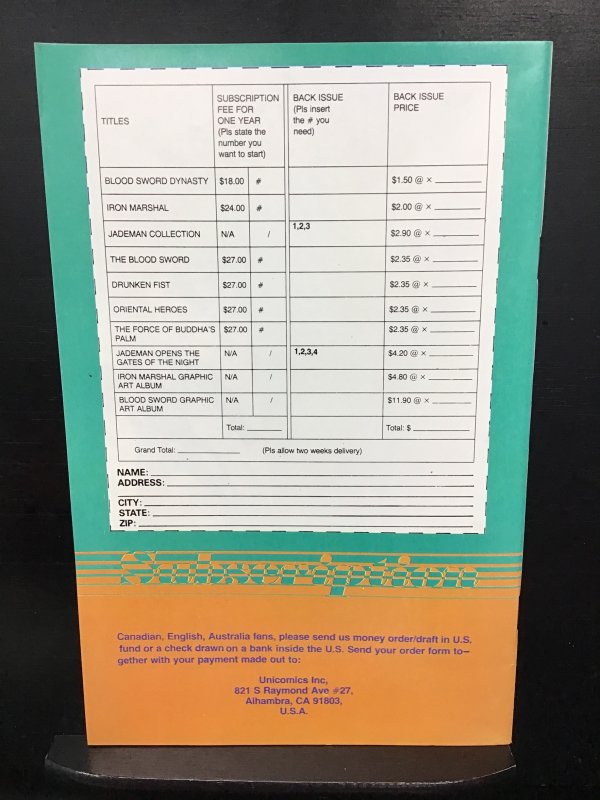 TITLES
SUBSCRIPTION
FEE FOR
ONE YEAR
(Pls state the
number you
want to start)
BACK ISSUE
(Pls insert
the # you
need)
BACK ISSUE
PRICE
BLOOD SWORD DYNASTY $18.00 # $1.50 @ ×
IRON MARSHAL $24.00 # $2.00 @ ×
JADEMAN COLLECTION N/A / 1,2,3 $2.90 @ ×
THE BLOOD SWORD $27.00 # $2.35 @ ×
DRUNKEN FIST $27.00 # $2.35 @ ×
ORIENTAL HEROES $27.00 # $2.35 @ ×
THE FORCE OF BUDDHA'S $27.00 # $2.35 @ ×
PALM
JADEMAN OPENS THE N/A / 1,2,3,4 $4.20 @ ×
GATES OF THE NIGHT
IRON MARSHAL GRAPHIC N/A / $4.80 @ ×
ART ALBUM
BLOOD SWORD GRAPHIC N/A / $11.90 @ ×
ART ALBUM
Total: Total: $
Grand Total: (Pls allow two weeks delivery)
NAME:
ADDRESS:
CITY:
STATE:
ZIP:
Subscription
Canadian, English, Australia fans, please send us money order/draft in U.S.
fund or a check drawn on a bank inside the U.S. Send your order form to-
gether with your payment made out to:
Unicomics Inc,
821 S Raymond Ave #27,
Alhambra, CA 91803,
U.S.A.